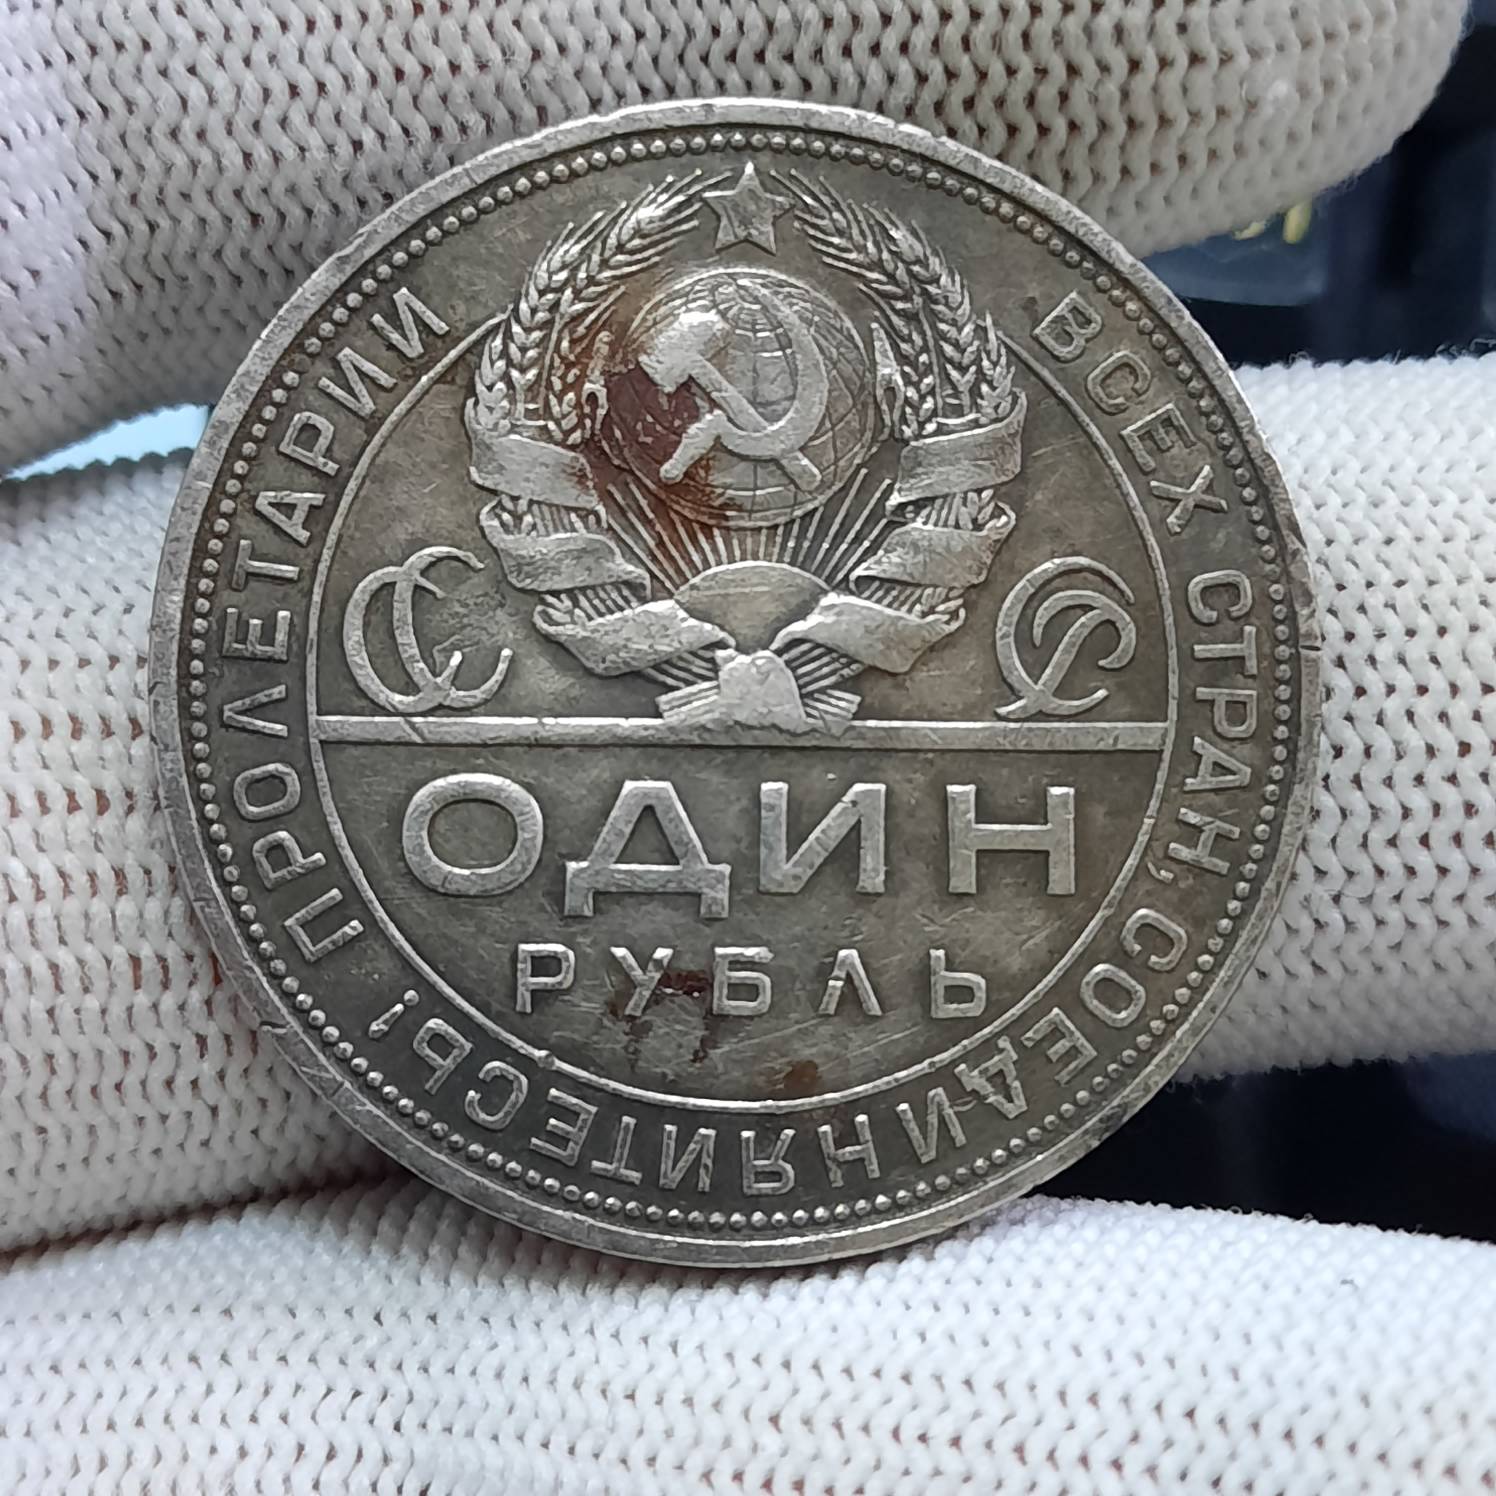 ПРОЛЕТАРИИ ВСЕХ СТРАН, СОЕДИНЯЙТЕСЬ!
СС СР
ОДИН
РУБЛЬ